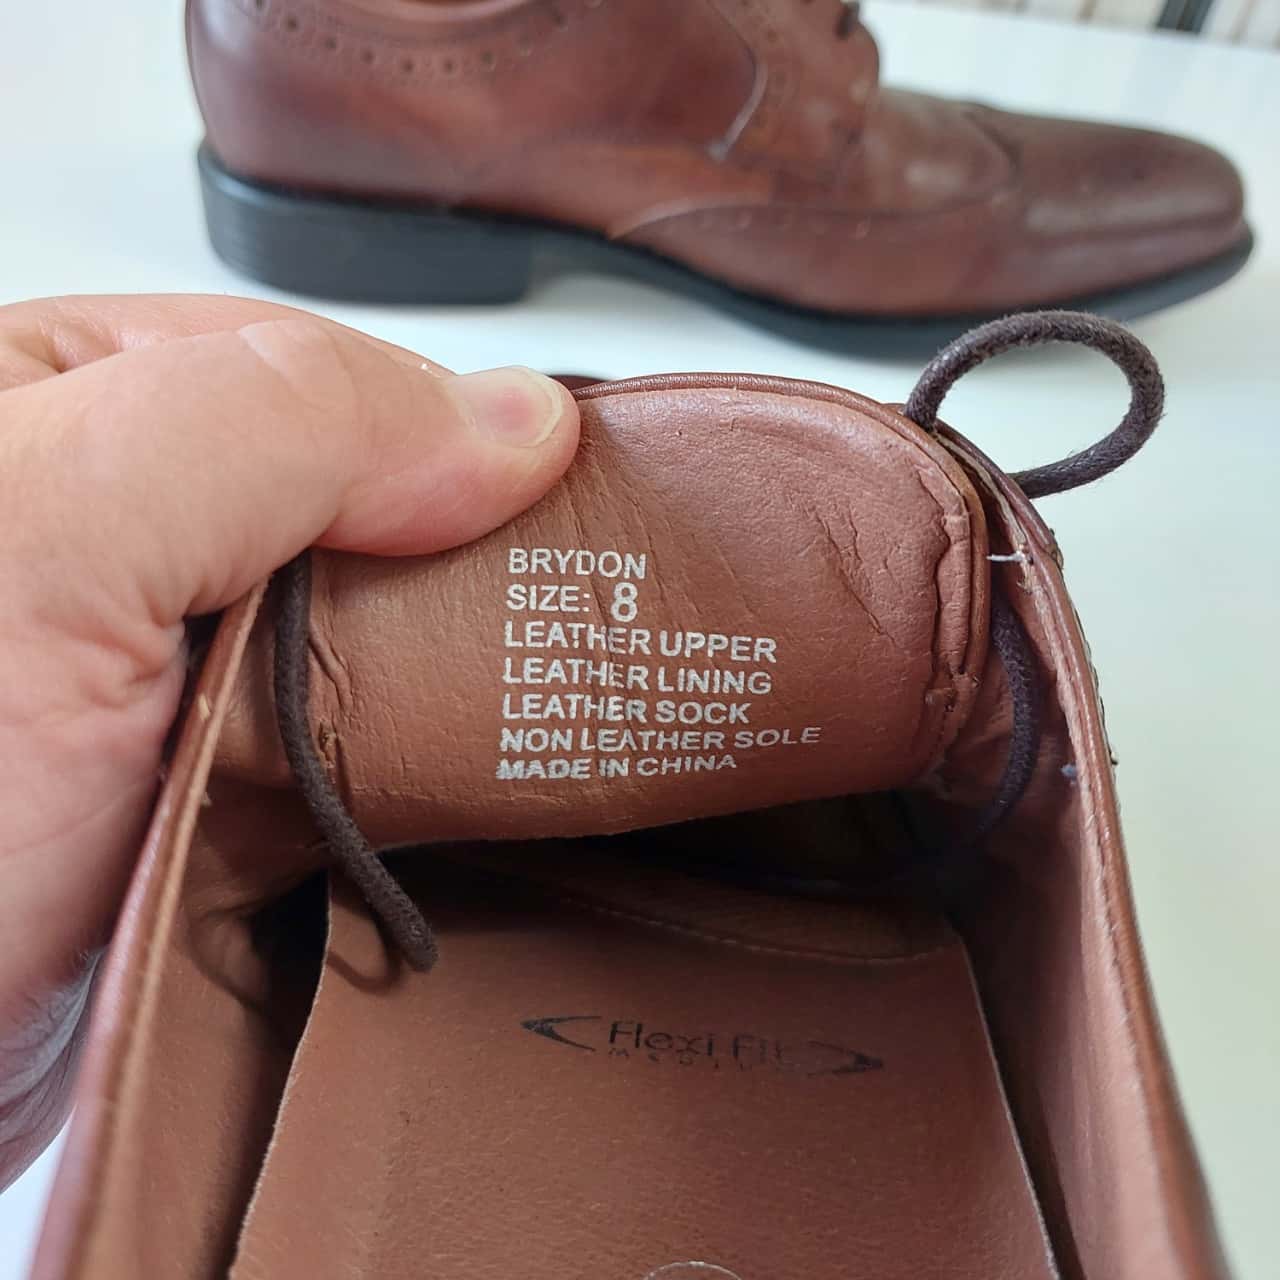 BRYDON
SIZE: 8
LEATHER UPPER
LEATHER LINING
LEATHER SOCK
NON LEATHER SOLE
MADE IN CHINA
Flexi Fit